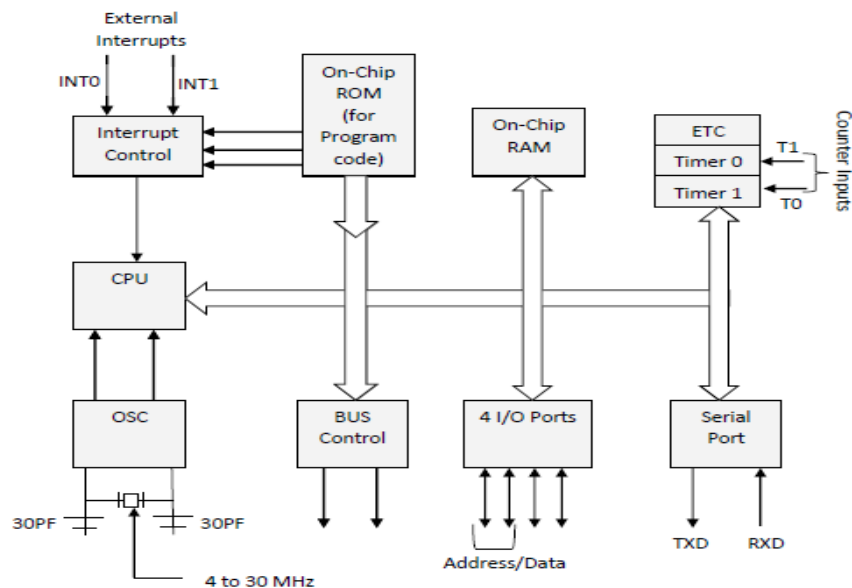 External
Interrupts
INT0
INT1
Interrupt
Control
On-Chip
ROM
(for
Program
code)
On-Chip
RAM
ETC
Timer 0
Timer 1
T1
T0
Counter Inputs
CPU
OSC
BUS
Control
4 I/O Ports
Serial
Port
30PF
30PF
4 to 30 MHz
Address/Data
TXD
RXD